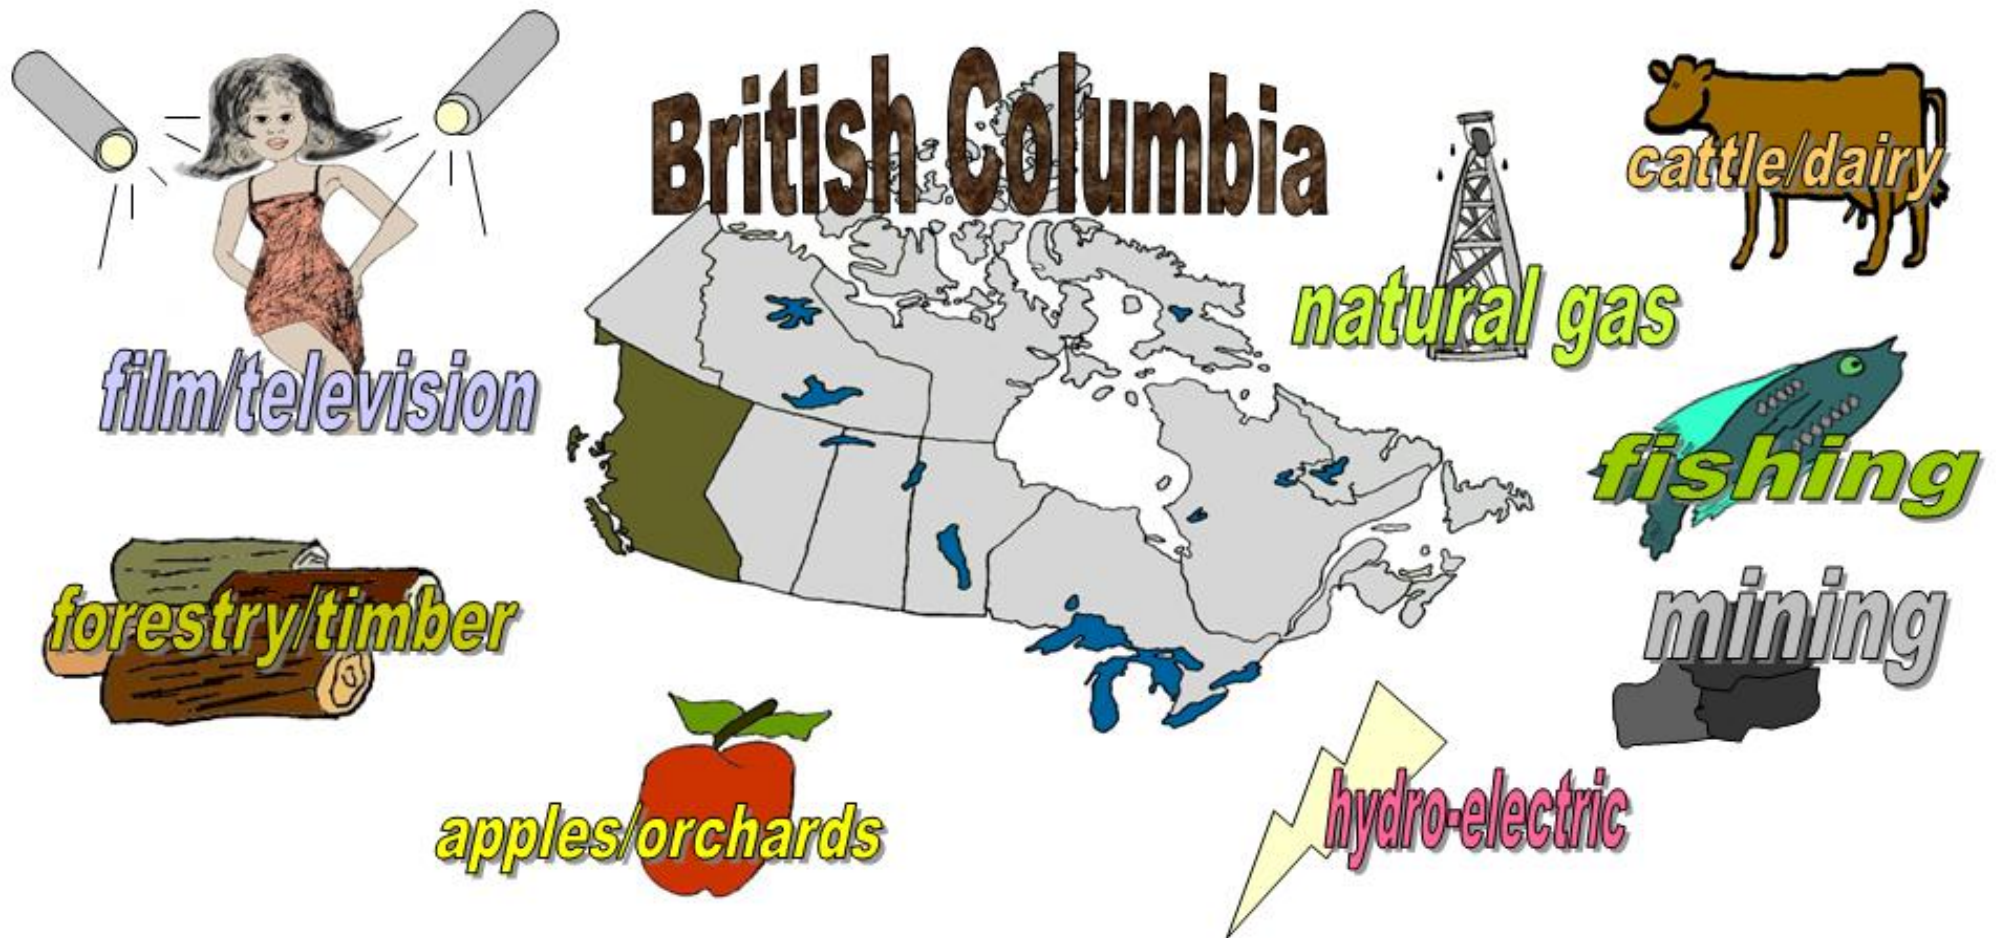 British Columbia
cattle/dairy
natural gas
film/television
fishing
forestry/timber
mining
apples/orchards
hydro-electric